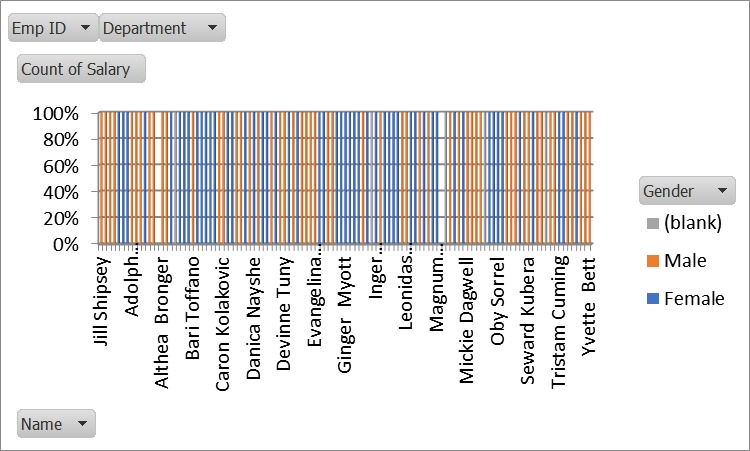 Emp ID
Department
Count of Salary
100%
80%
60%
40%
20%
0%
Jill Shipsey
Adolph...
Althea Bronger
Bari Toffano
Caron Kolakovic
Danica Nayshe
Devinne Tuny
Evangelina...
Ginger Myott
Inger...
Leonidas...
Magnum...
Mickie Dagwell
Oby Sorrel
Seward Kubera
Tristam Cuming
Yvette Bett
Gender
(blank)
Male
Female
Name